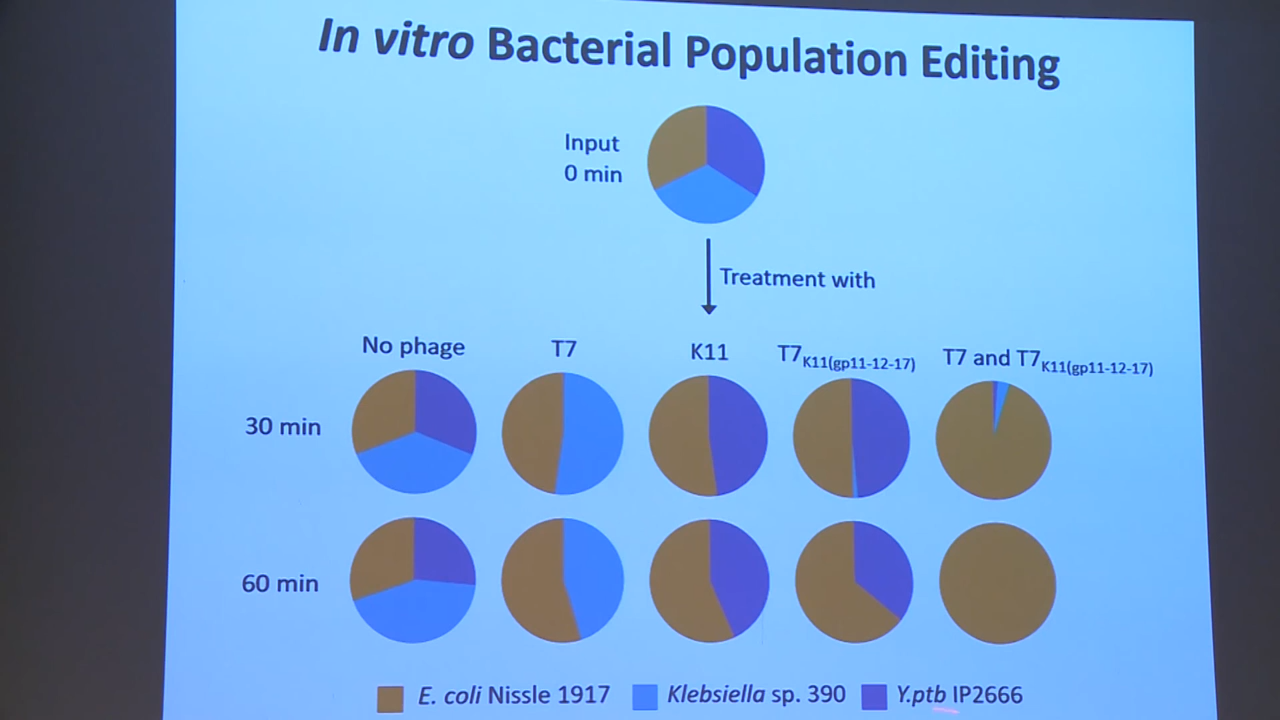 In vitro Bacterial Population Editing
Input
0 min
Treatment with
No phage T7 K11 T7K11(gp11-12-17) T7 and T7K11(gp11-12-17)
30 min
60 min
E. coli Nissle 1917 Klebsiella sp. 390 Y.ptb IP2666